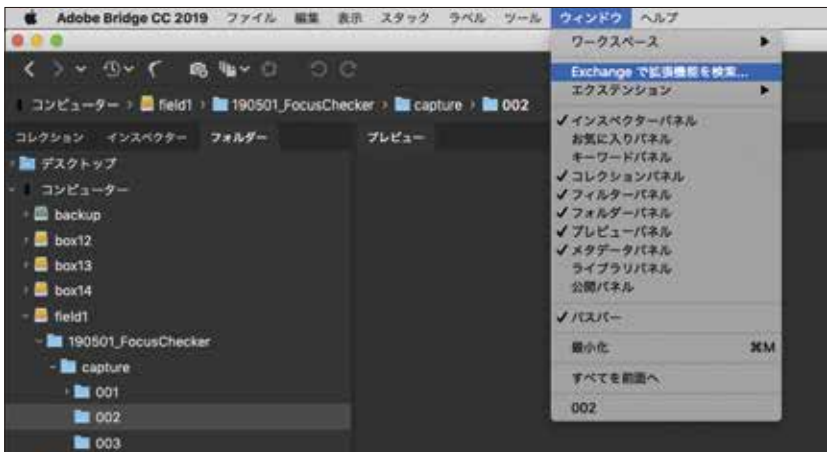 Adobe Bridge CC 2019 ファイル 編集 表示 スタック ラベル ツール ウィンドウ ヘルプ
ワークスペース
Exchange で拡張機能を検索...
エクステンション
コンピューター › field1 › 190501_FocusChecker › capture › 002
コレクション インスペクター フォルダー プレビュー
✓インスペクターパネル
お気に入りパネル
キーワードパネル
✓コレクションパネル
✓フィルターパネル
✓フォルダーパネル
✓プレビューパネル
✓メタデータパネル
ライブラリパネル
公開パネル
✓パスバー
最小化 ⌘M
すべてを前面へ
002
デスクトップ
コンピューター
backup
box12
box13
box14
field1
190501_FocusChecker
capture
001
002
003